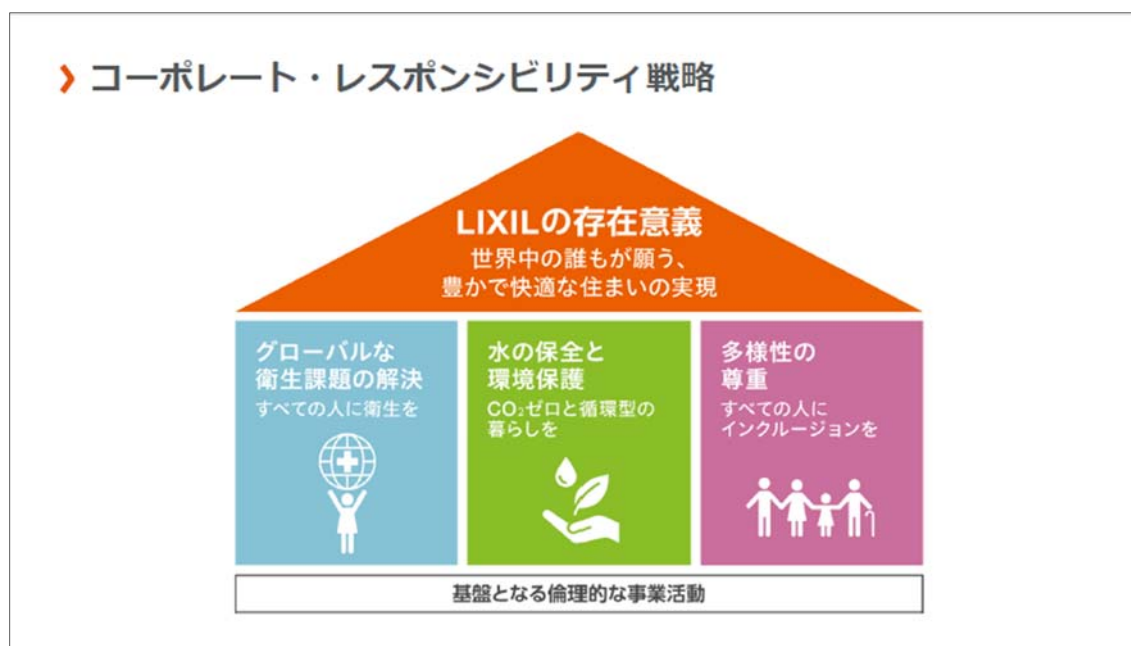 コーポレート・レスポンシビリティ戦略
LIXILの存在意義
世界中の誰もが願う、
豊かで快適な住まいの実現
グローバルな
衛生課題の解決
すべての人に衛生を
水の保全と
環境保護
CO₂ゼロと循環型の
暮らしを
多様性の
尊重
すべての人に
インクルージョンを
基盤となる倫理的な事業活動